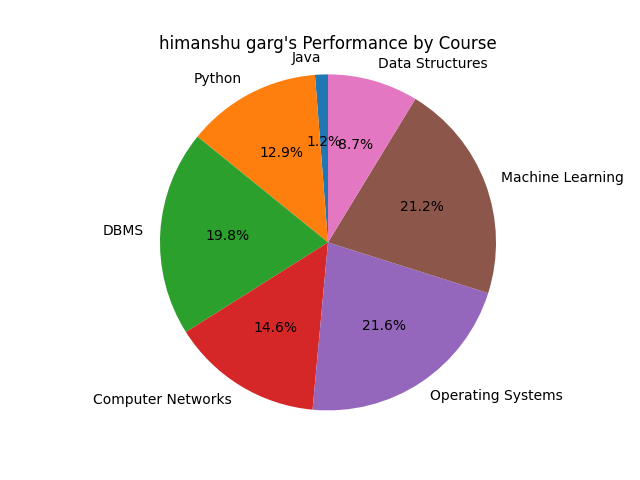 himanshu garg's Performance by Course
Java
Data Structures
Python
1.2%
8.7%
12.9%
Machine Learning
21.2%
DBMS
19.8%
14.6%
21.6%
Operating Systems
Computer Networks